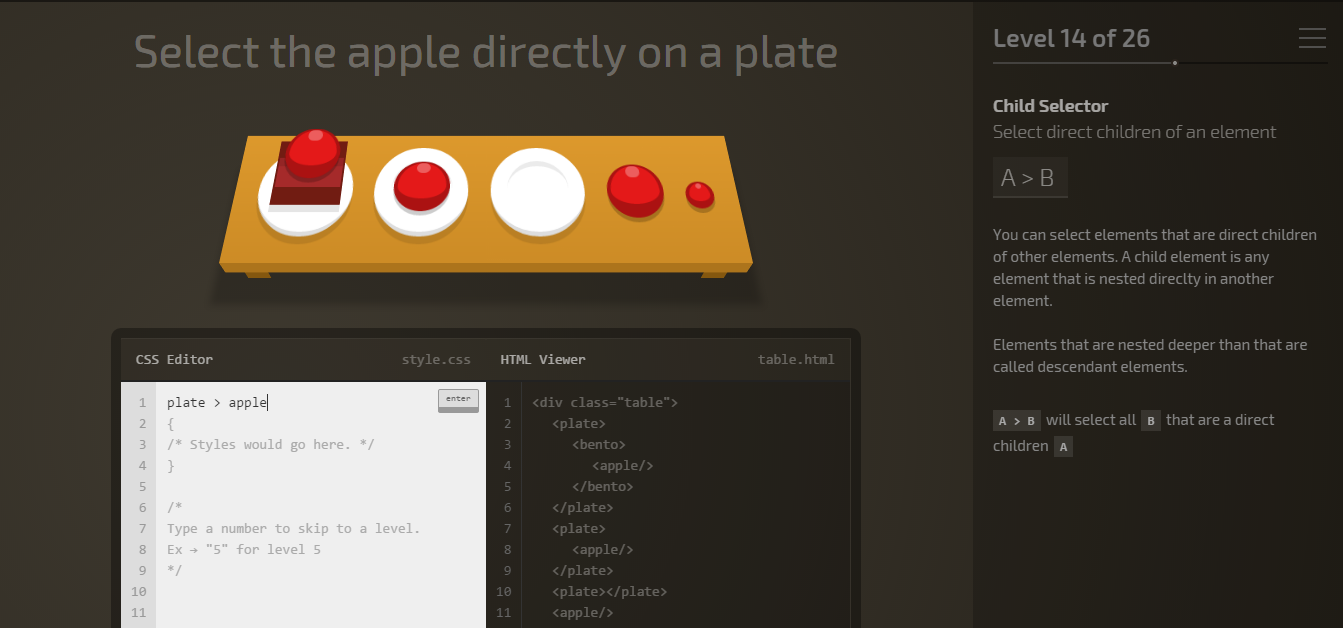 Select the apple directly on a plate
CSS Editor
style.css
1 plate > apple
enter
2 {
3 /* Styles would go here. */
4 }
5
6 /*
7 Type a number to skip to a level.
8 Ex → "5" for level 5
9 */
10
11
HTML Viewer
table.html
1 <div class="table">
2 <plate>
3 <bento>
4 <apple/>
5 </bento>
6 </plate>
7 <plate>
8 <apple/>
9 </plate>
10 <plate></plate>
11 <apple/>
Level 14 of 26
Child Selector
Select direct children of an element
A > B
You can select elements that are direct children
of other elements. A child element is any
element that is nested direclty in another
element.
Elements that are nested deeper than that are
called descendant elements.
A > B will select all B that are a direct
children A